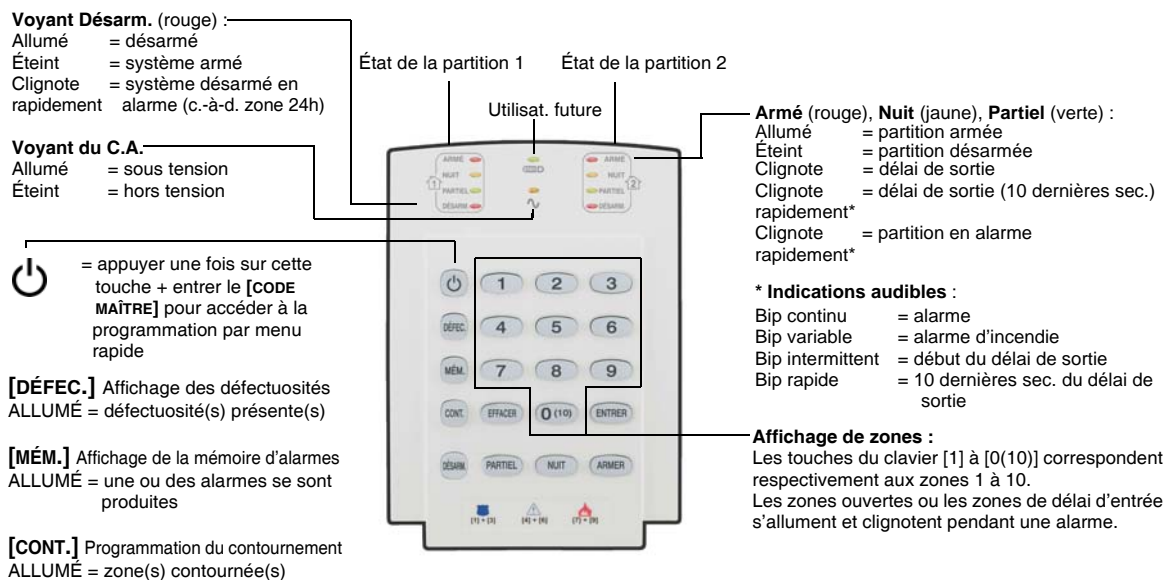 Voyant Désarm. (rouge) :
Allumé = désarmé
Éteint = système armé
Clignote = système désarmé en
rapidement alarme (c.-à-d. zone 24h)
Voyant du C.A.
Allumé = sous tension
Éteint = hors tension
= appuyer une fois sur cette
touche + entrer le [CODE
MAÎTRE] pour accéder à la
programmation par menu
rapide
[DÉFEC.] Affichage des défectuosités
ALLUMÉ = défectuosité(s) présente(s)
[MÉM.] Affichage de la mémoire d'alarmes
ALLUMÉ = une ou des alarmes se sont
produites
[CONT.] Programmation du contournement
ALLUMÉ = zone(s) contournée(s)
État de la partition 1
État de la partition 2
Utilisat. future
ARMÉ
NUIT
1
PARTIEL
DÉSARM.
ARMÉ
NUIT
2
PARTIEL
DÉSARM.
1 2 3
DÉFEC. 4 5 6
MÉM. 7 8 9
CONT. EFFACER 0 (10) ENTRER
DÉSARM. PARTIEL NUIT ARMER
[1] + [3] [4] + [6] [7] + [9]
Armé (rouge), Nuit (jaune), Partiel (verte) :
Allumé = partition armée
Éteint = partition désarmée
Clignote = délai de sortie
Clignote = délai de sortie (10 dernières sec.)
rapidement*
Clignote = partition en alarme
rapidement*
* Indications audibles :
Bip continu = alarme
Bip variable = alarme d'incendie
Bip intermittent = début du délai de sortie
Bip rapide = 10 dernières sec. du délai de
sortie
Affichage de zones :
Les touches du clavier [1] à [0(10)] correspondent
respectivement aux zones 1 à 10.
Les zones ouvertes ou les zones de délai d'entrée
s'allument et clignotent pendant une alarme.